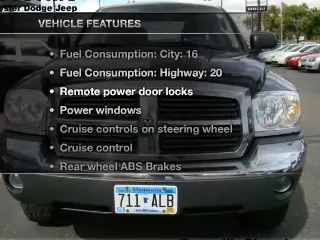 Dodge Jeep
VEHICLE FEATURES
• Fuel Consumption: City: 16
• Fuel Consumption: Highway: 20
• Remote power door locks
• Power windows
• Cruise controls on steering wheel
• Cruise control
• Rear wheel ABS Brakes
Minnesota
711 ALB